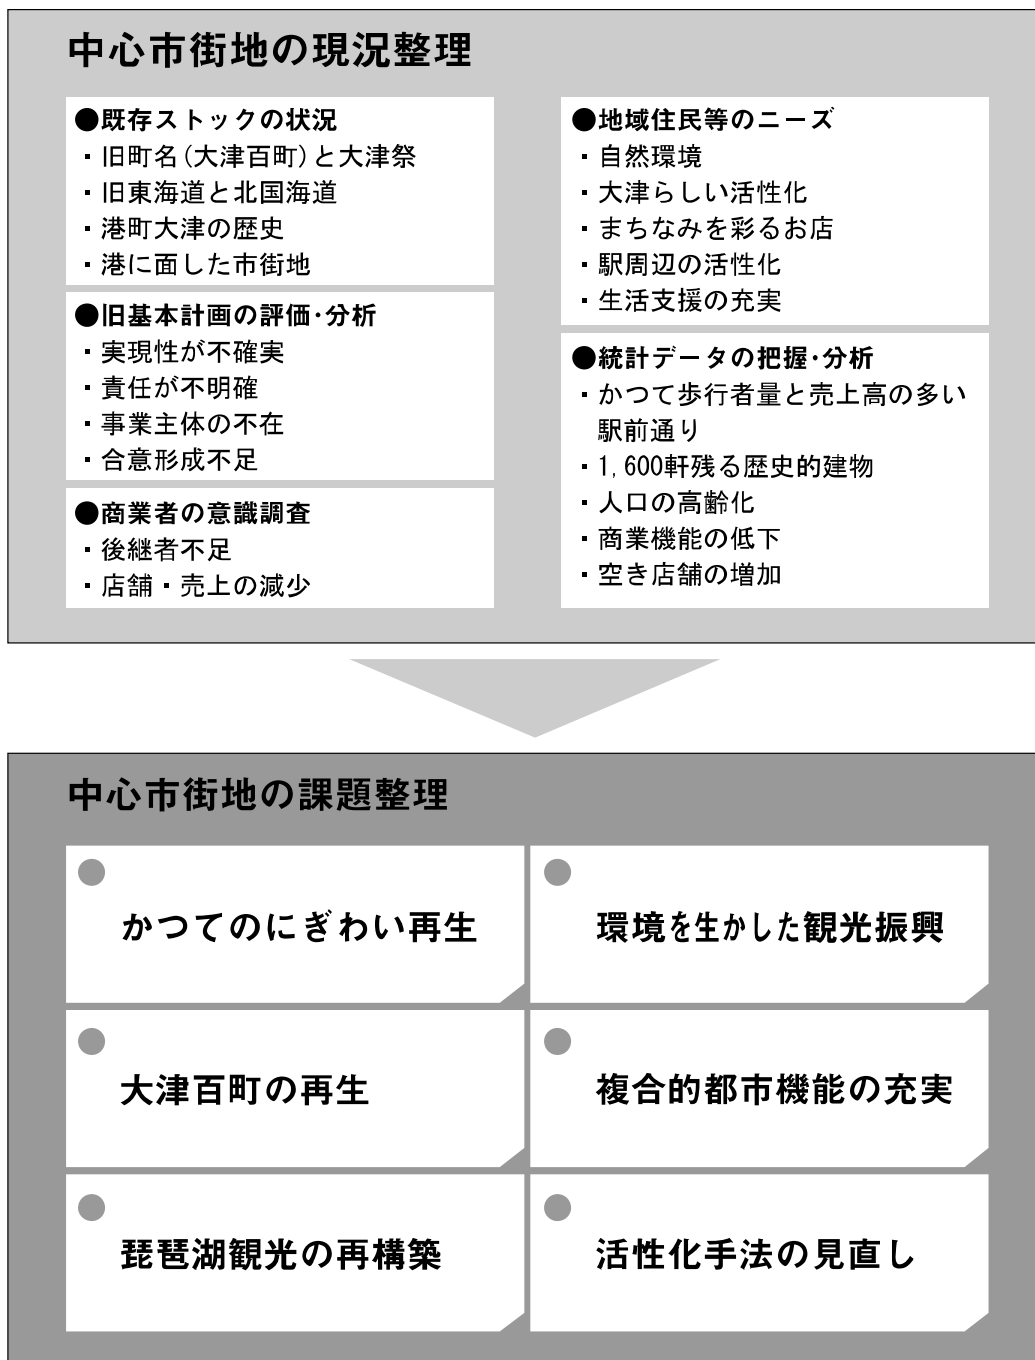 中心市街地の現況整理
●既存ストックの状況
・旧町名(大津百町)と大津祭
・旧東海道と北国海道
・港町大津の歴史
・港に面した市街地
●旧基本計画の評価・分析
・実現性が不確実
・責任が不明確
・事業主体の不在
・合意形成不足
●商業者の意識調査
・後継者不足
・店舗・売上の減少
●地域住民等のニーズ
・自然環境
・大津らしい活性化
・まちなみを彩るお店
・駅周辺の活性化
・生活支援の充実
●統計データの把握・分析
・かつて歩行者量と売上高の多い
駅前通り
・1,600軒残る歴史的建物
・人口の高齢化
・商業機能の低下
・空き店舗の増加
中心市街地の課題整理
かつてのにぎわい再生
環境を生かした観光振興
大津百町の再生
複合的都市機能の充実
琵琶湖観光の再構築
活性化手法の見直し